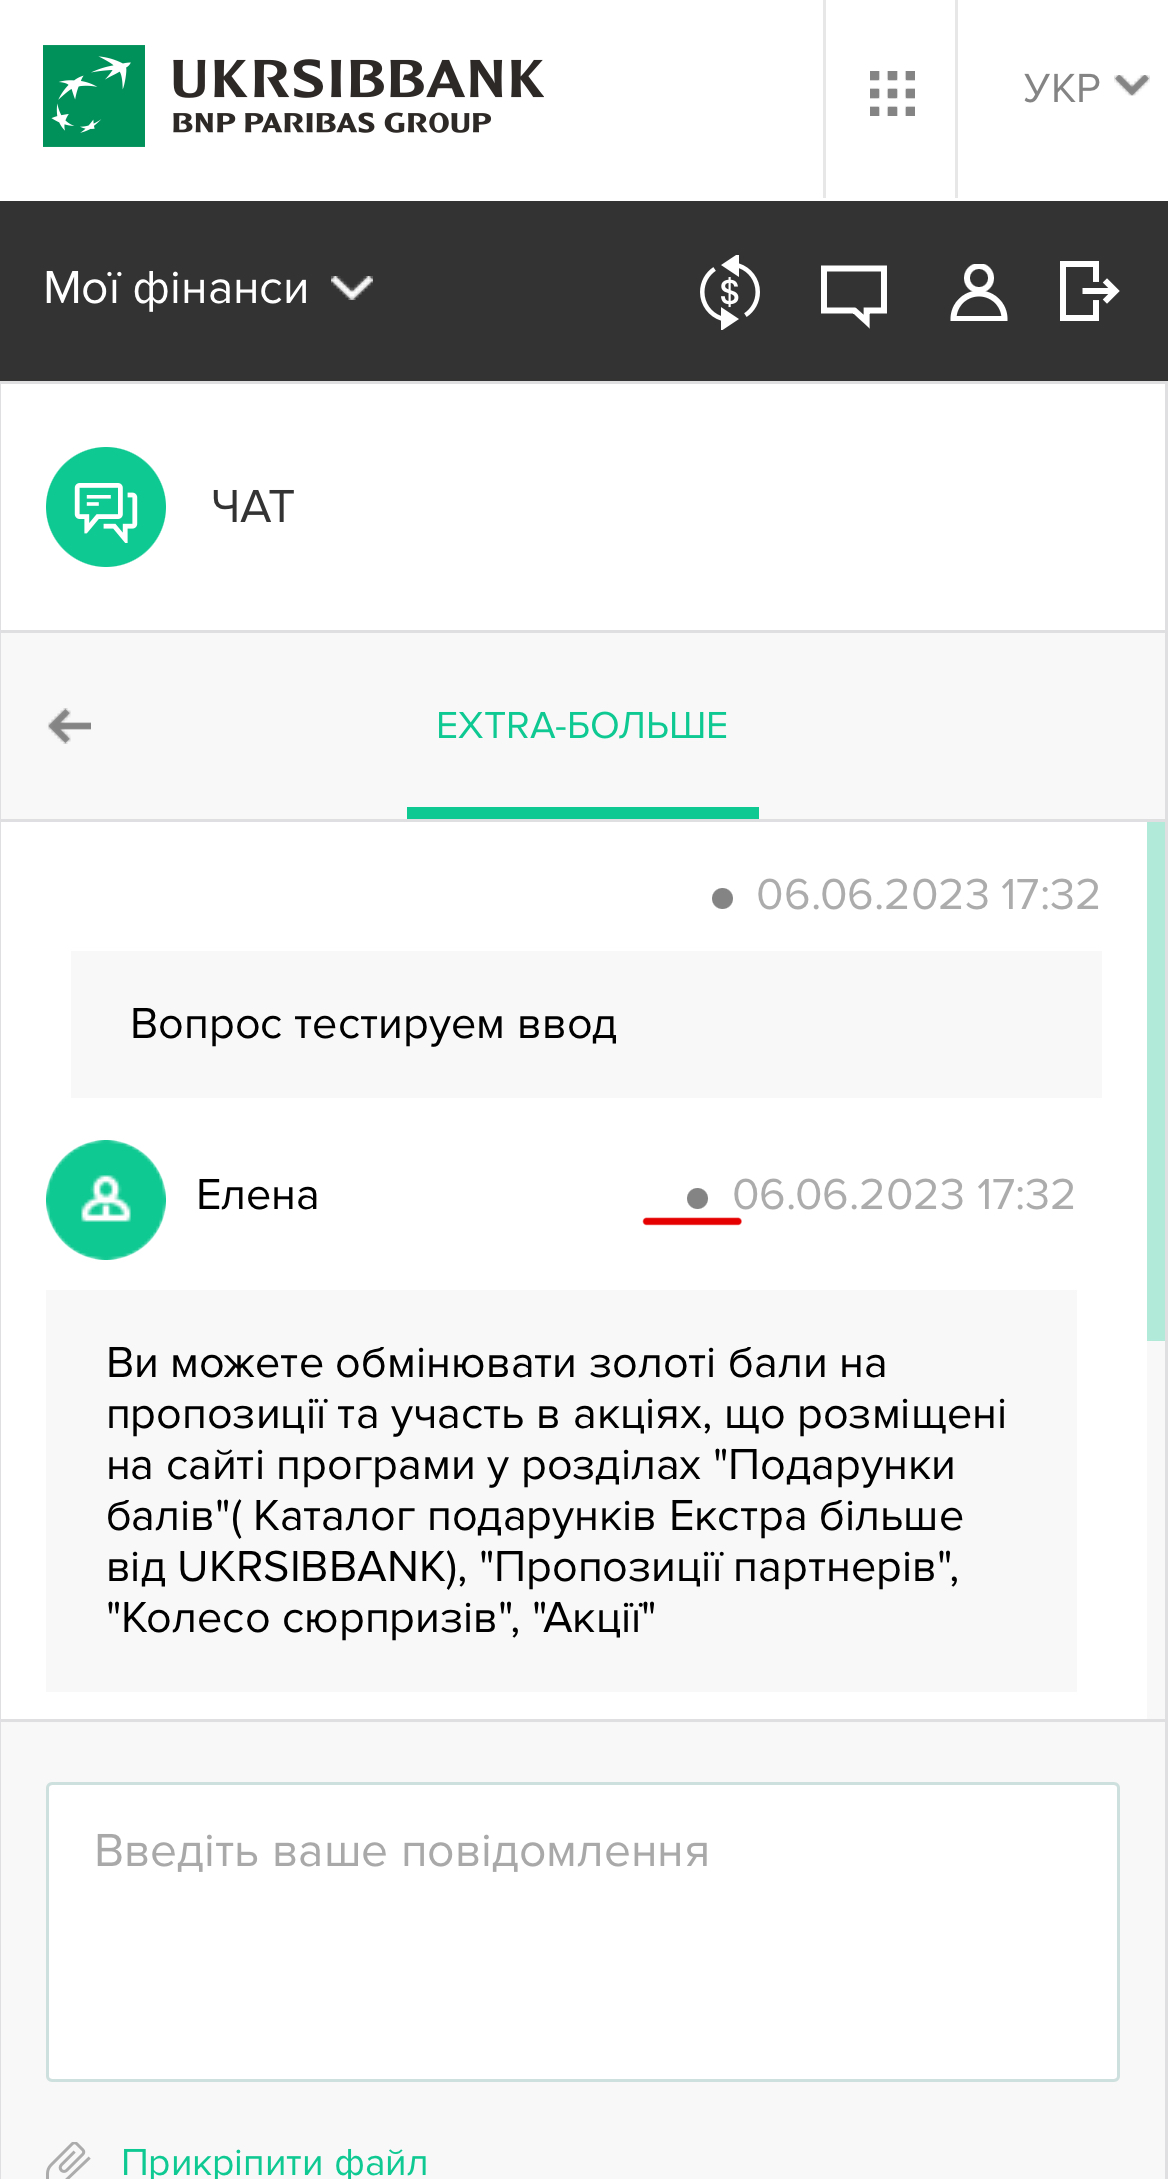 UKRSIBBANK
BNP PARIBAS GROUP
УКР
Мої фінанси
$
ЧАТ
EXTRA-БОЛЬШЕ
06.06.2023 17:32
Вопрос тестируем ввод
Елена
06.06.2023 17:32
Ви можете обмінювати золоті бали на
пропозиції та участь в акціях, що розміщені
на сайті програми у розділах "Подарунки
балів"( Каталог подарунків Екстра більше
від UKRSIBBANK), "Пропозиції партнерів",
"Колесо сюрпризів", "Акції"
Введіть ваше повідомлення
Прикріпити файл